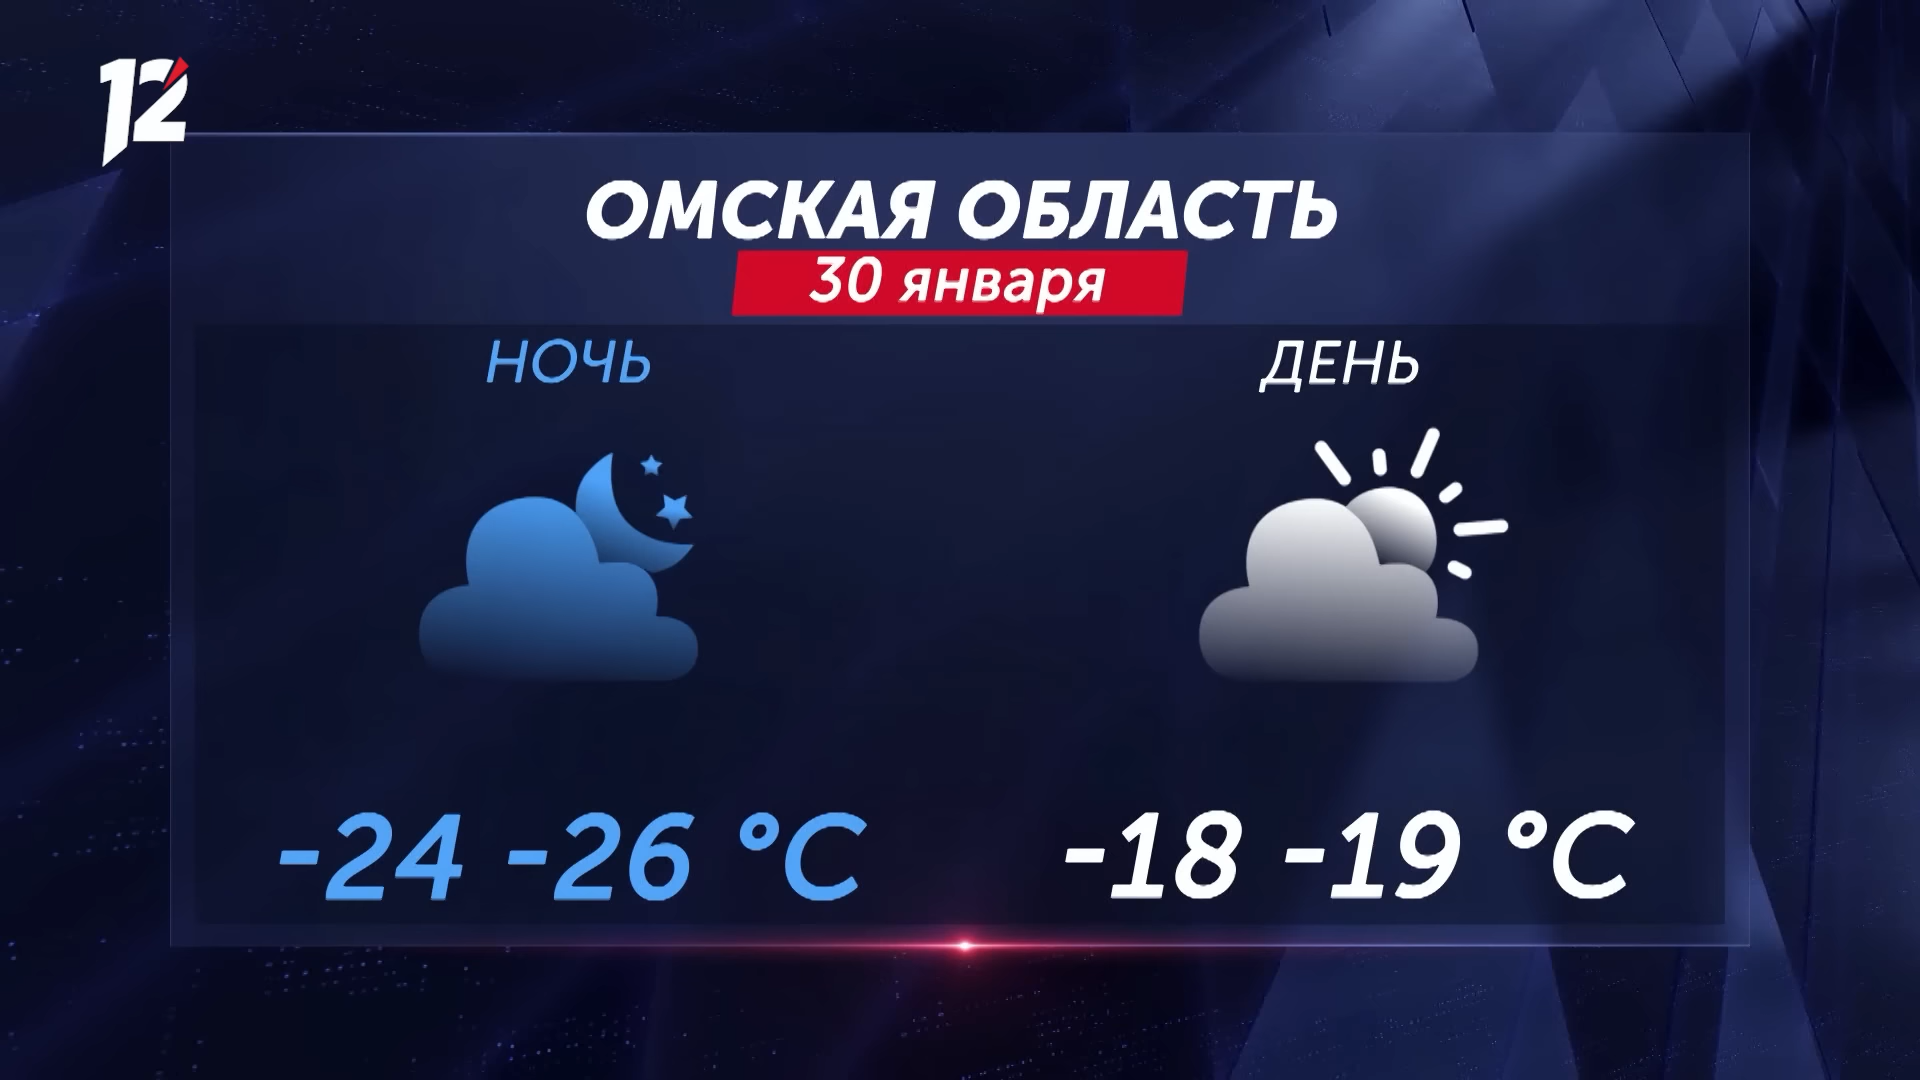 12
ОМСКАЯ ОБЛАСТЬ
30 января
НОЧЬ
ДЕНЬ
-24 -26 °C
-18 -19 °C